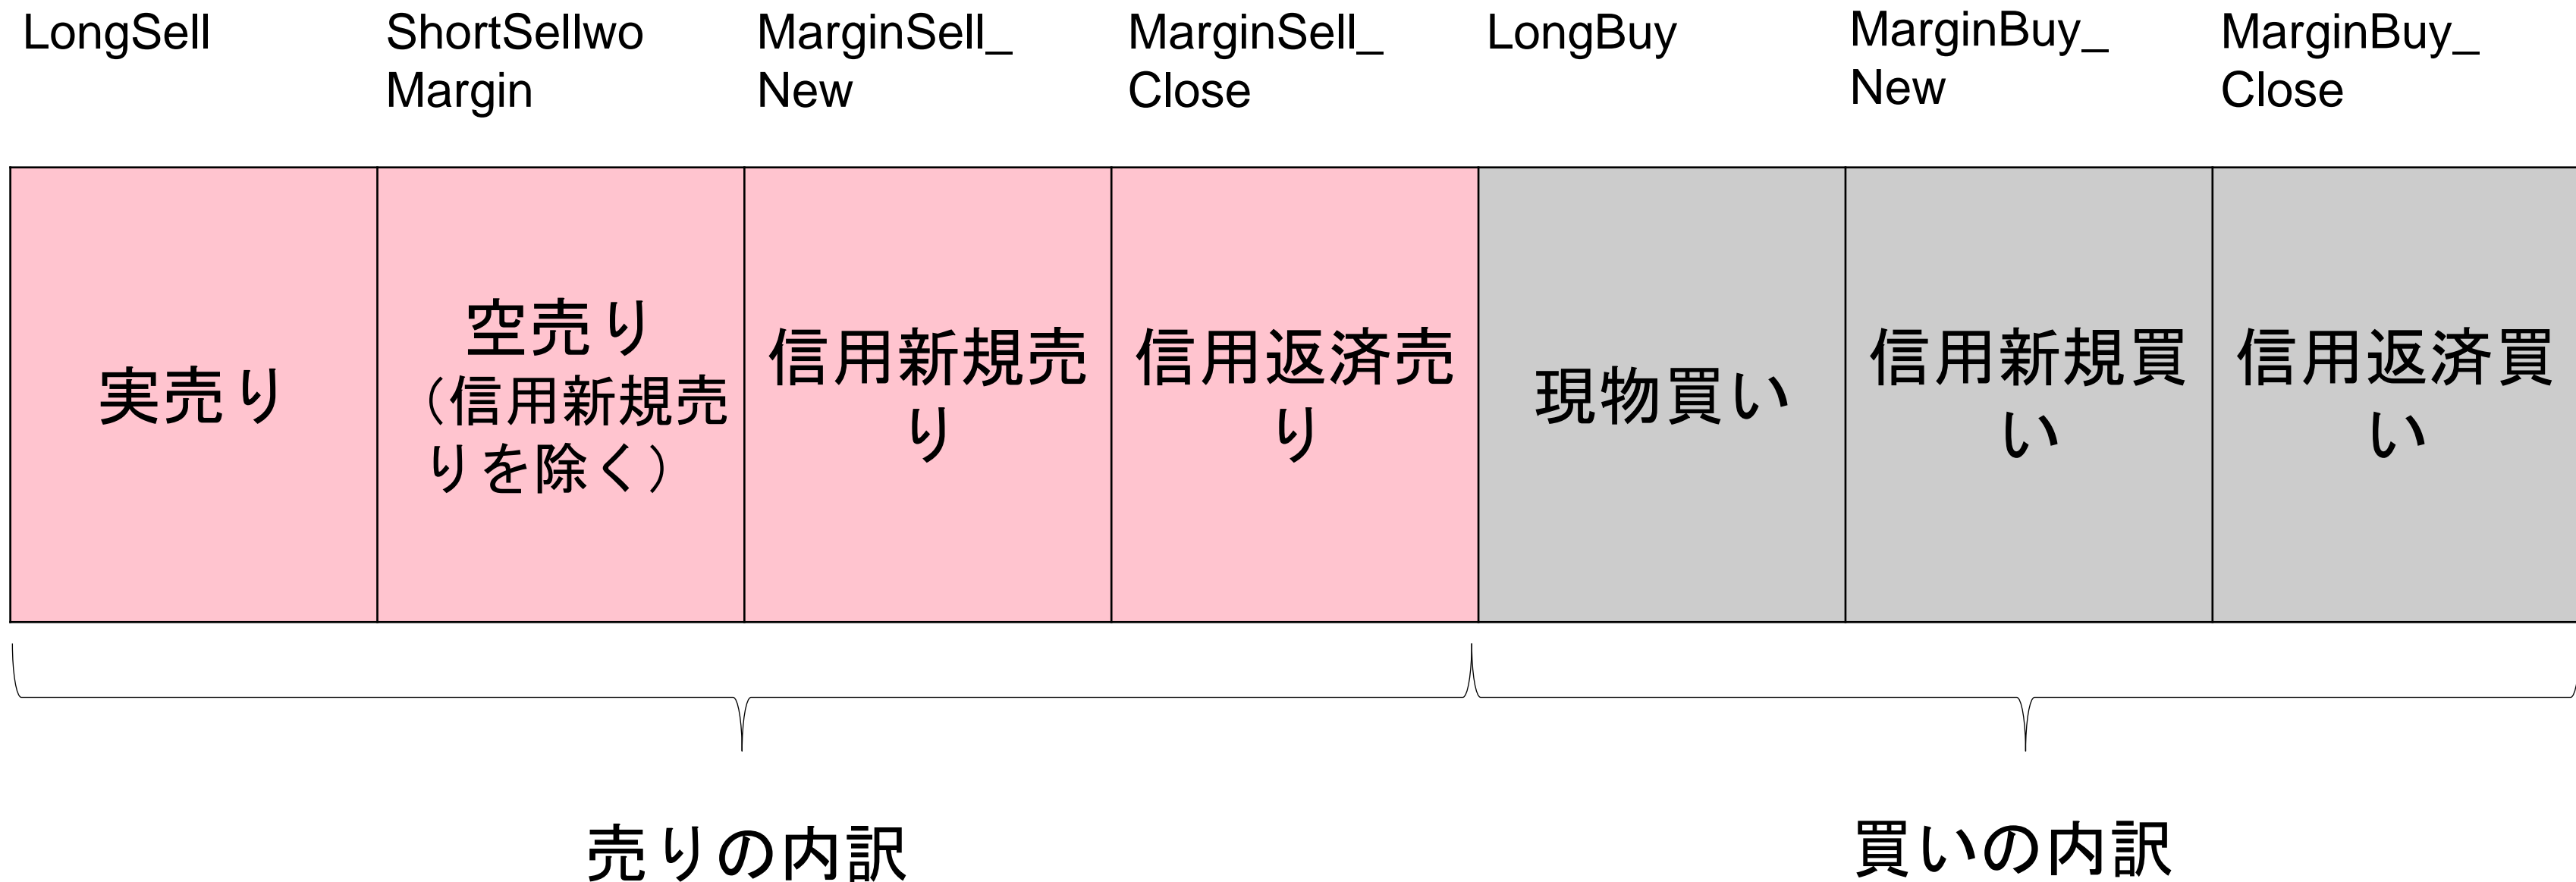 LongSell
ShortSellwo
Margin
MarginSell_
New
MarginSell_
Close
LongBuy
MarginBuy_
New
MarginBuy_
Close
実売り
空売り
（信用新規売
りを除く）
信用新規売
り
信用返済売
り
現物買い
信用新規買
い
信用返済買
い
売りの内訳
買いの内訳